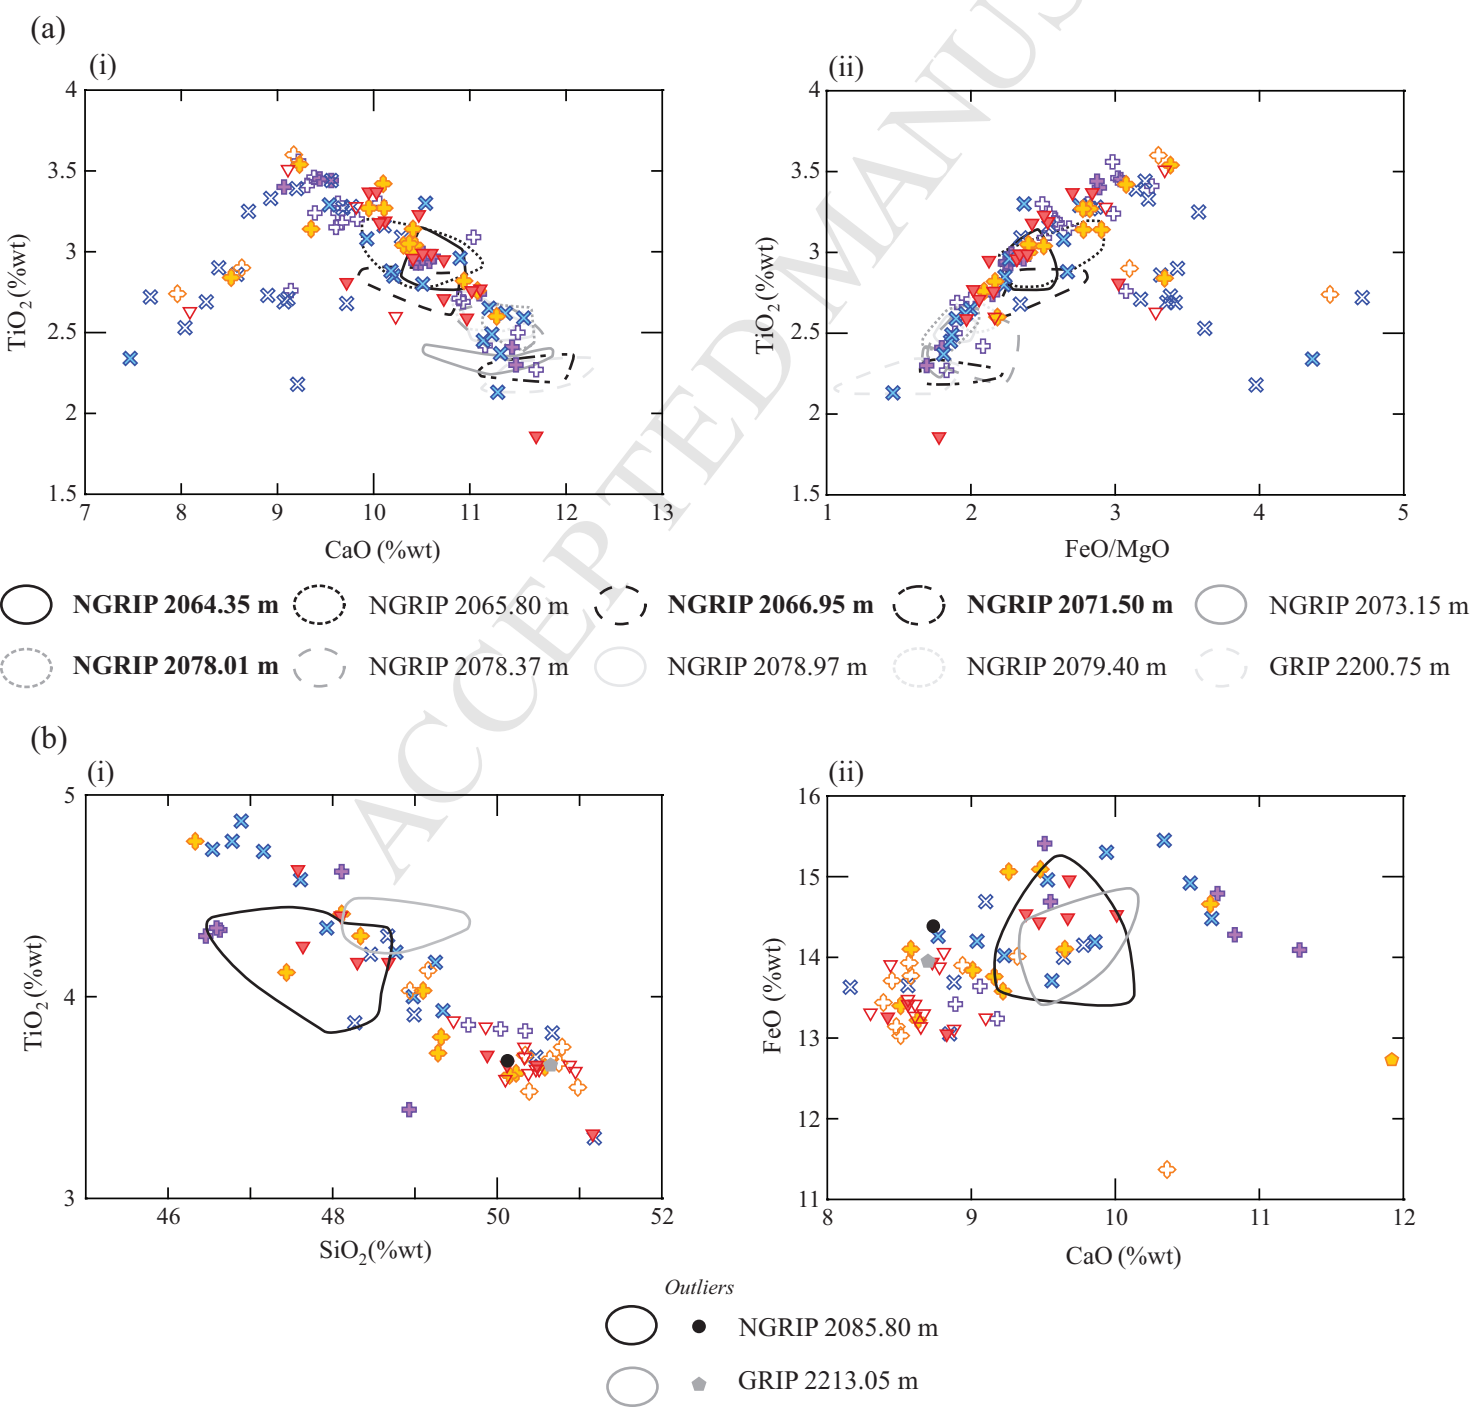 (a)
(i)
(ii)
4
3.5
3
2.5
2
1.5
TiO2 (%wt)
7 8 9 10 11 12 13
CaO (%wt)
4
3.5
3
2.5
2
1.5
TiO2 (%wt)
1 2 3 4 5
FeO/MgO
NGRIP 2064.35 m NGRIP 2065.80 m NGRIP 2066.95 m NGRIP 2071.50 m NGRIP 2073.15 m
NGRIP 2078.01 m NGRIP 2078.37 m NGRIP 2078.97 m NGRIP 2079.40 m GRIP 2200.75 m
(b)
(i)
(ii)
5
4
3
TiO2 (%wt)
46 48 50 52
SiO2(%wt)
16
15
14
13
12
11
FeO (%wt)
8 9 10 11 12
CaO (%wt)
Outliers
NGRIP 2085.80 m
GRIP 2213.05 m
ACCEPTED MANUS